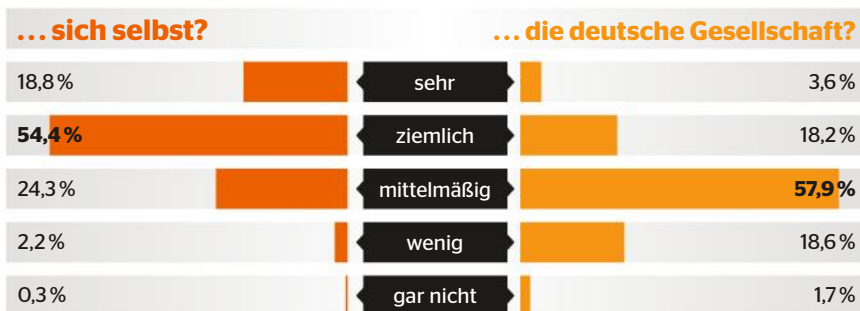 ... sich selbst? ... die deutsche Gesellschaft?
18,8 % sehr 3,6 %
54,4 % ziemlich 18,2 %
24,3 % mittelmäßig 57,9 %
2,2 % wenig 18,6 %
0,3 % gar nicht 1,7 %